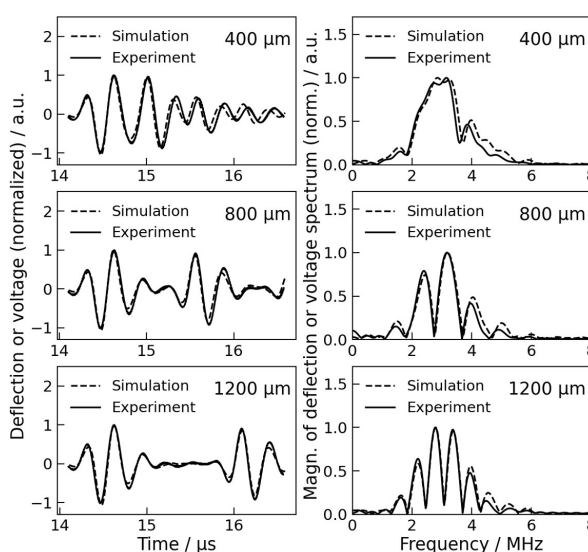 Deflection or voltage (normalized) / a.u.
2
1
0
−1
Simulation
Experiment
400 µm
14 15 16
2
1
0
−1
Simulation
Experiment
800 µm
14 15 16
2
1
0
−1
Simulation
Experiment
1200 µm
14 15 16
Time / µs
Magn. of deflection or voltage spectrum (norm.) / a.u.
1.5
1.0
0.5
0.0
Simulation
Experiment
400 µm
0 2 4 6 8
1.5
1.0
0.5
0.0
Simulation
Experiment
800 µm
0 2 4 6 8
1.5
1.0
0.5
0.0
Simulation
Experiment
1200 µm
0 2 4 6 8
Frequency / MHz